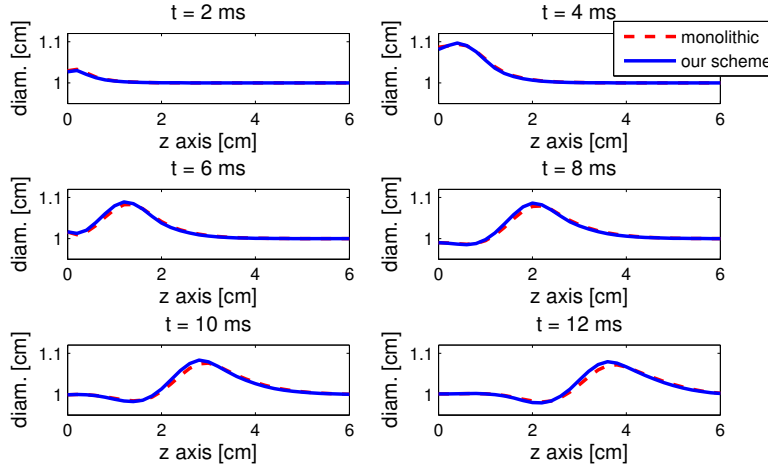 t = 2 ms
t = 4 ms
monolithic
our scheme
diam. [cm]
1.1
1
0 2 4 6
z axis [cm]
diam. [cm]
1.1
1
0 2 4 6
z axis [cm]
t = 6 ms
t = 8 ms
diam. [cm]
1.1
1
0 2 4 6
z axis [cm]
diam. [cm]
1.1
1
0 2 4 6
z axis [cm]
t = 10 ms
t = 12 ms
diam. [cm]
1.1
1
0 2 4 6
z axis [cm]
diam. [cm]
1.1
1
0 2 4 6
z axis [cm]